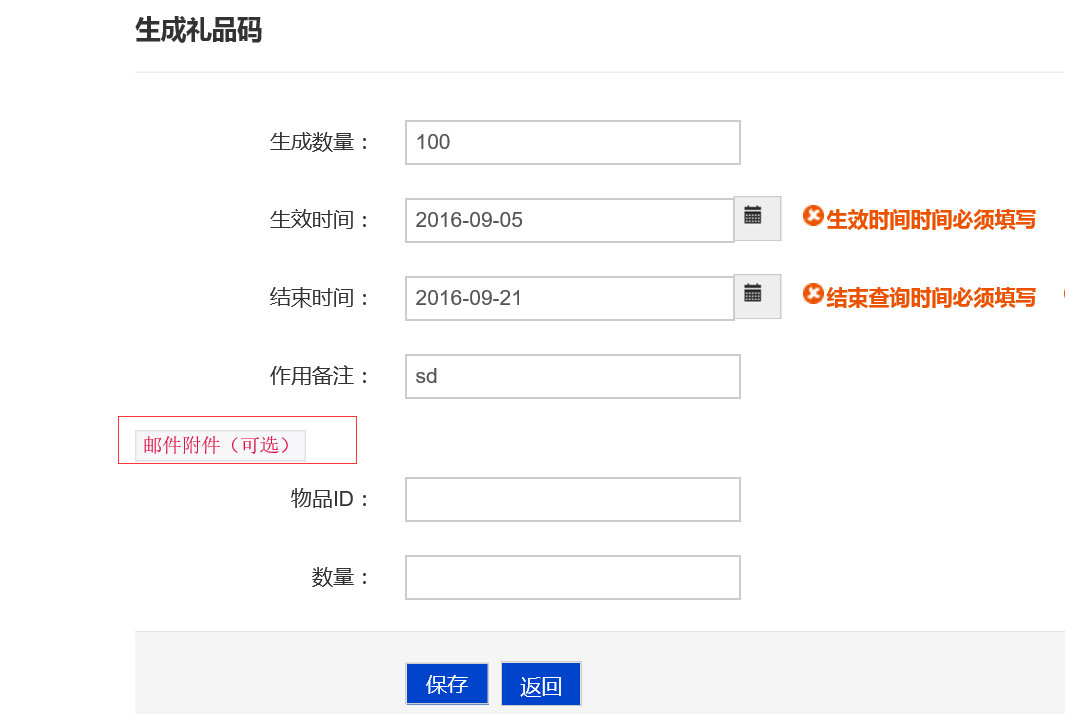 生成礼品码
生成数量： 100
生效时间： 2016-09-05 生效时间时间必须填写
结束时间： 2016-09-21 结束查询时间必须填写
作用备注： sd
邮件附件（可选）
物品ID：
数量：
保存 返回